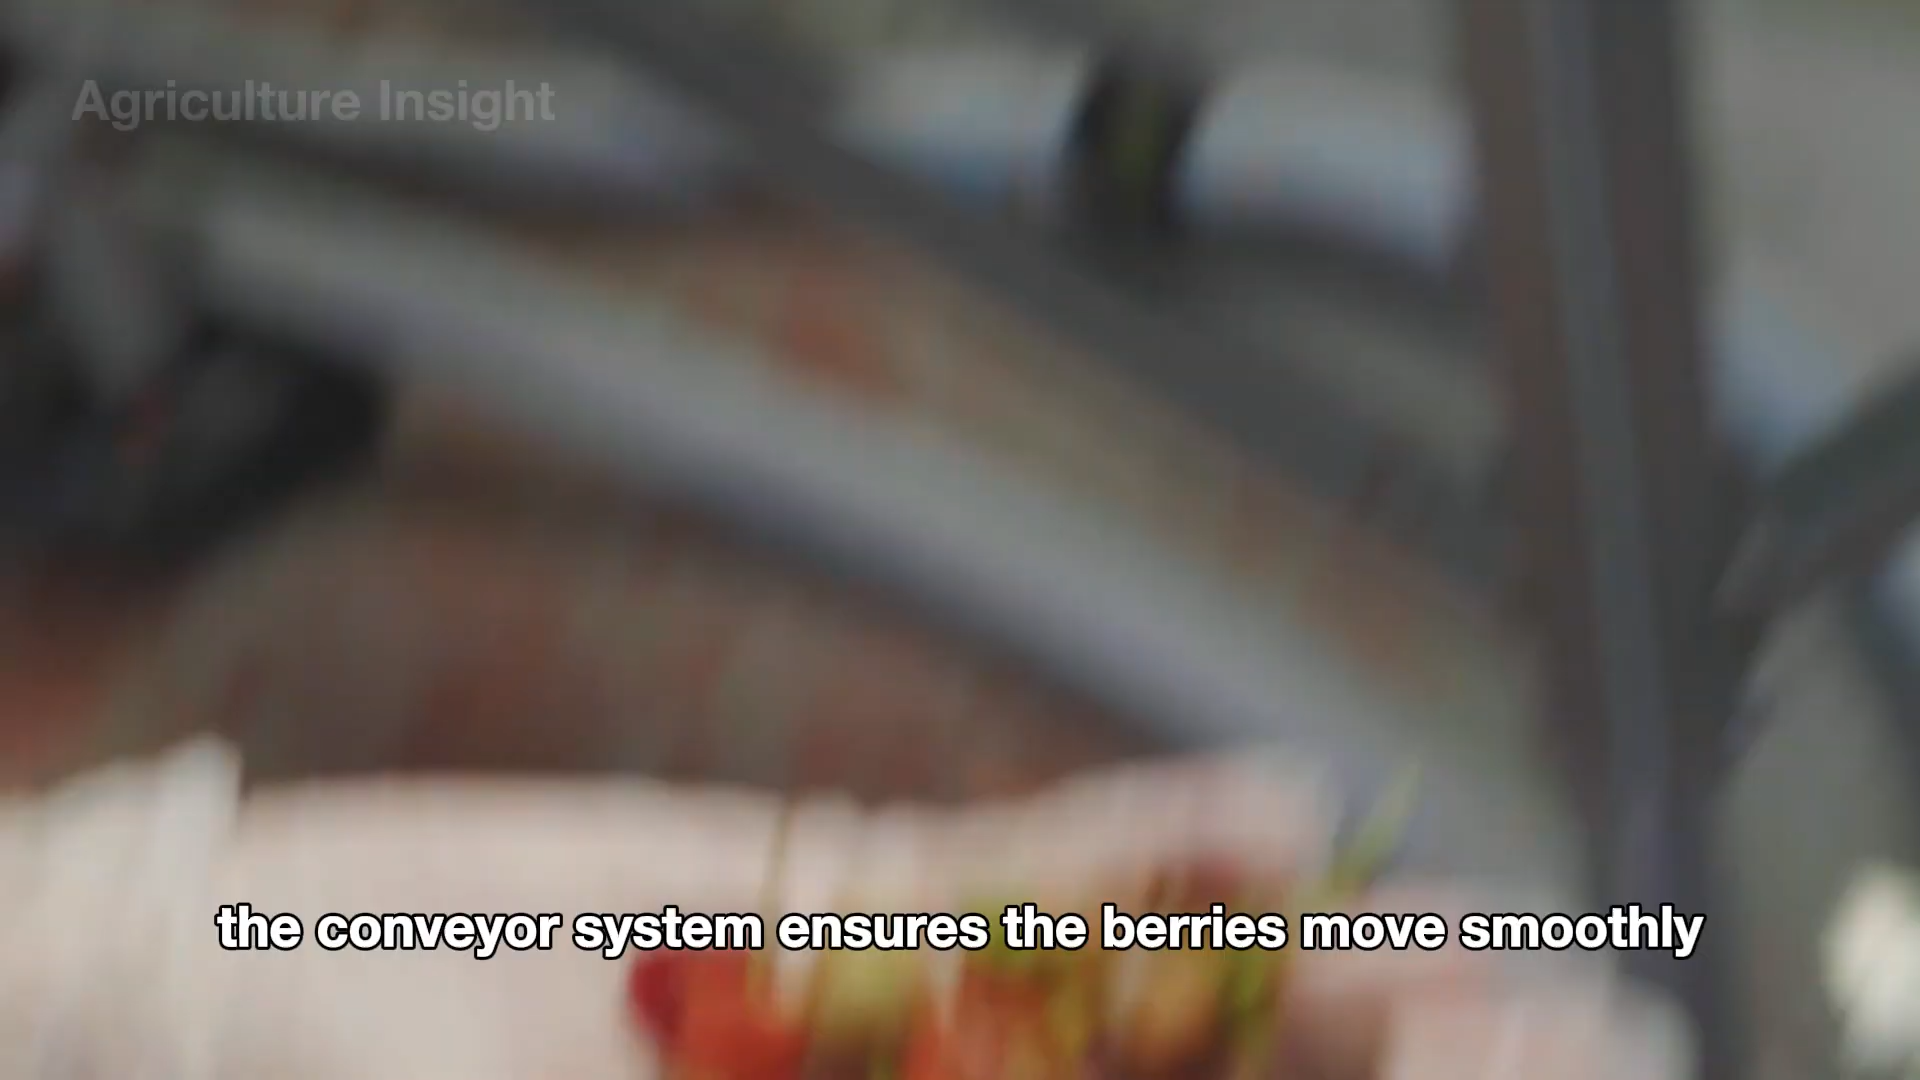 Agriculture Insight
the conveyor system ensures the berries move smoothly